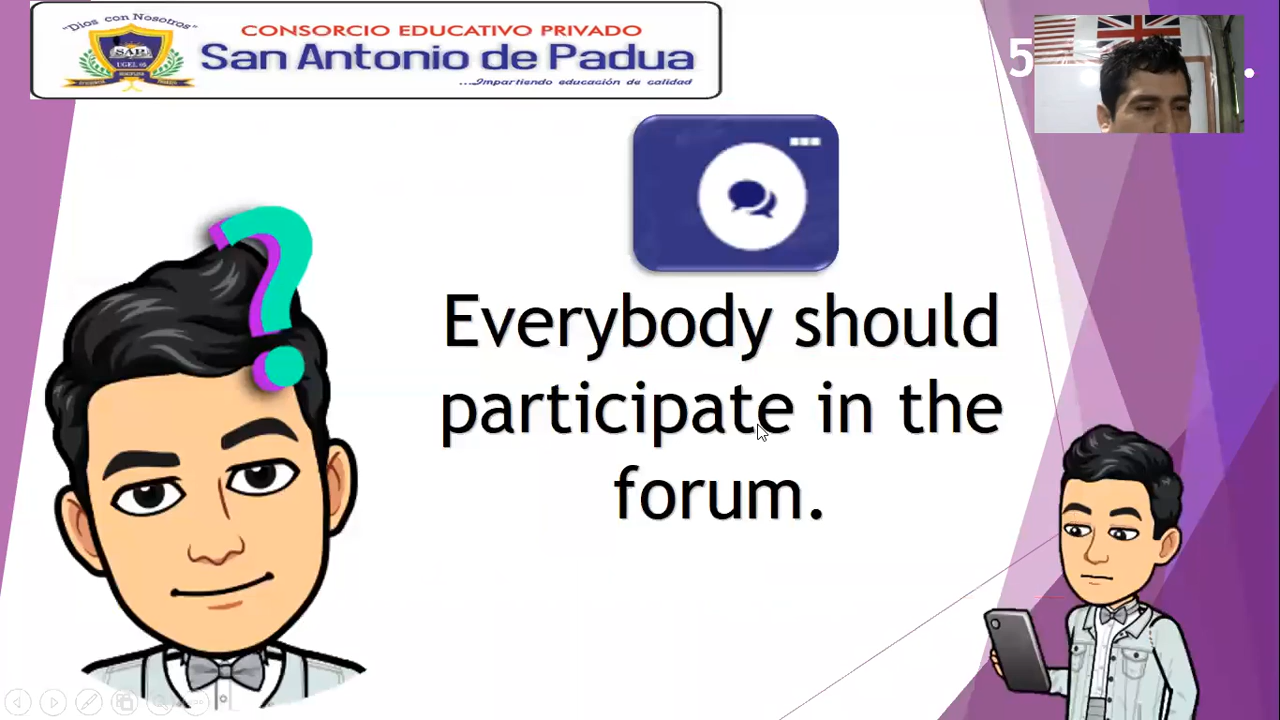 "Dios con Nosotros"
CONSORCIO EDUCATIVO PRIVADO
San Antonio de Padua
...Impartiendo educación de calidad
SAP
UGEL 05
5
.
Everybody should
participate in the
forum.